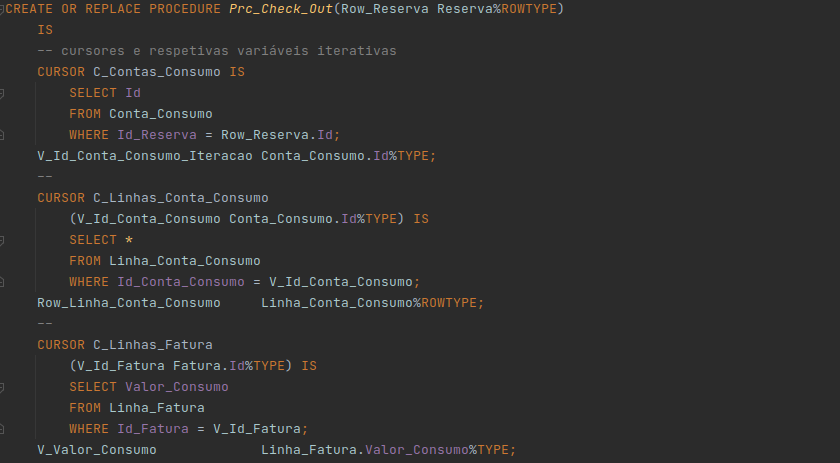 CREATE OR REPLACE PROCEDURE Prc_Check_Out(Row_Reserva Reserva%ROWTYPE)
IS
-- cursores e respetivas variáveis iterativas
CURSOR C_Contas_Consumo IS
SELECT Id
FROM Conta_Consumo
WHERE Id_Reserva = Row_Reserva.Id;
V_Id_Conta_Consumo_Iteracao Conta_Consumo.Id%TYPE;
--
CURSOR C_Linhas_Conta_Consumo
(V_Id_Conta_Consumo Conta_Consumo.Id%TYPE) IS
SELECT *
FROM Linha_Conta_Consumo
WHERE Id_Conta_Consumo = V_Id_Conta_Consumo;
Row_Linha_Conta_Consumo     Linha_Conta_Consumo%ROWTYPE;
--
CURSOR C_Linhas_Fatura
(V_Id_Fatura Fatura.Id%TYPE) IS
SELECT Valor_Consumo
FROM Linha_Fatura
WHERE Id_Fatura = V_Id_Fatura;
V_Valor_Consumo             Linha_Fatura.Valor_Consumo%TYPE;